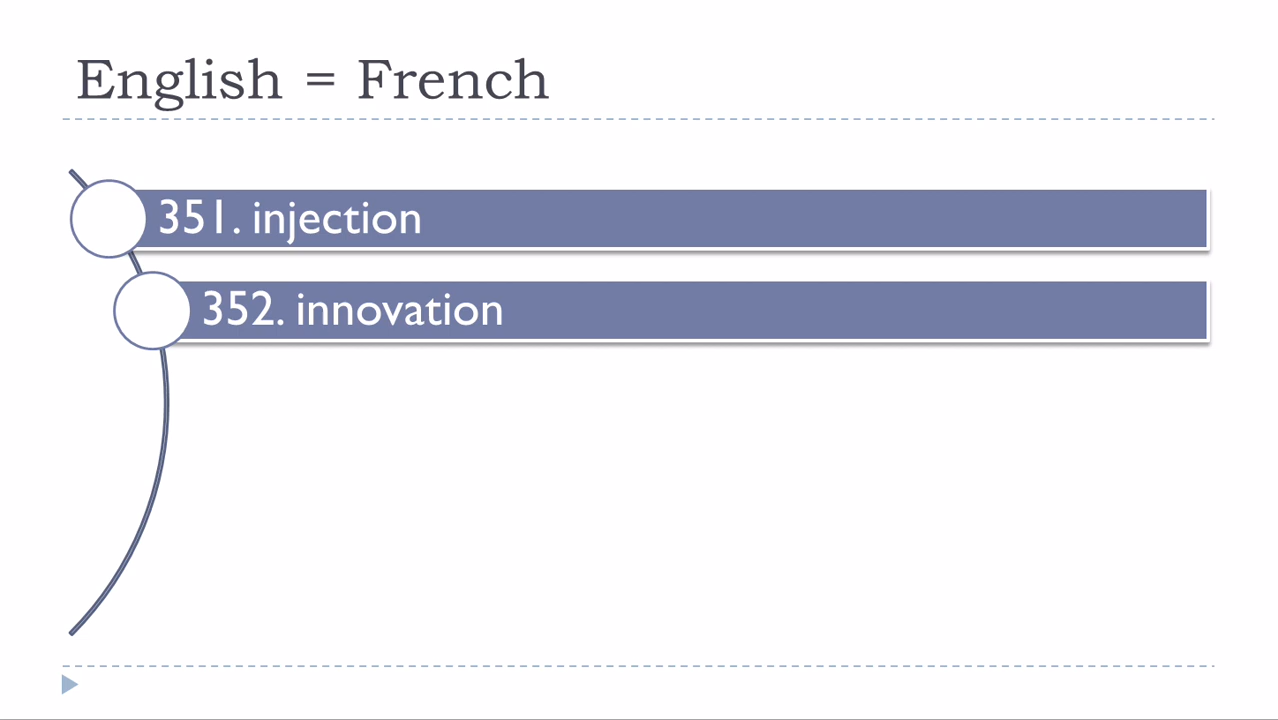 English = French
351. injection
352. innovation